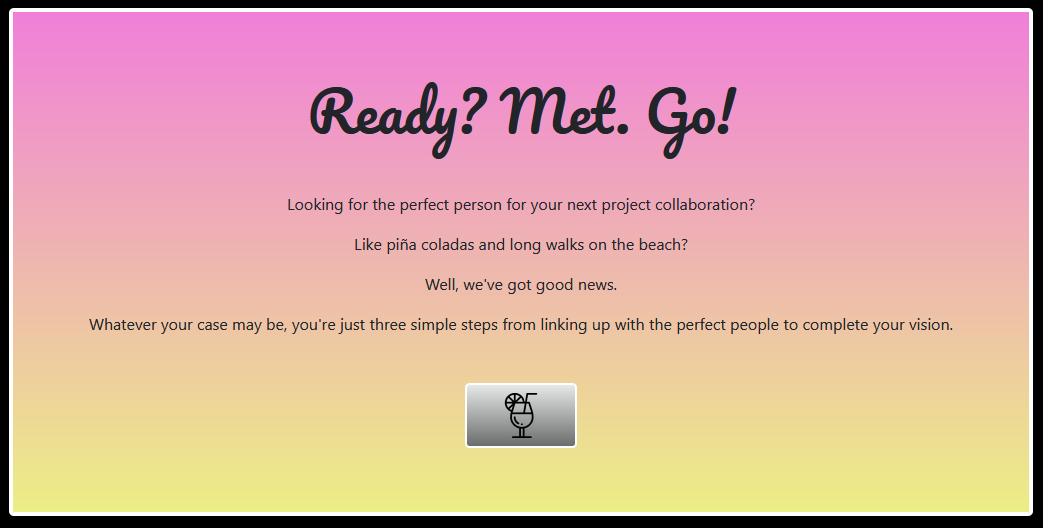 Ready? Met. Go!
Looking for the perfect person for your next project collaboration?
Like piña coladas and long walks on the beach?
Well, we've got good news.
Whatever your case may be, you're just three simple steps from linking up with the perfect people to complete your vision.